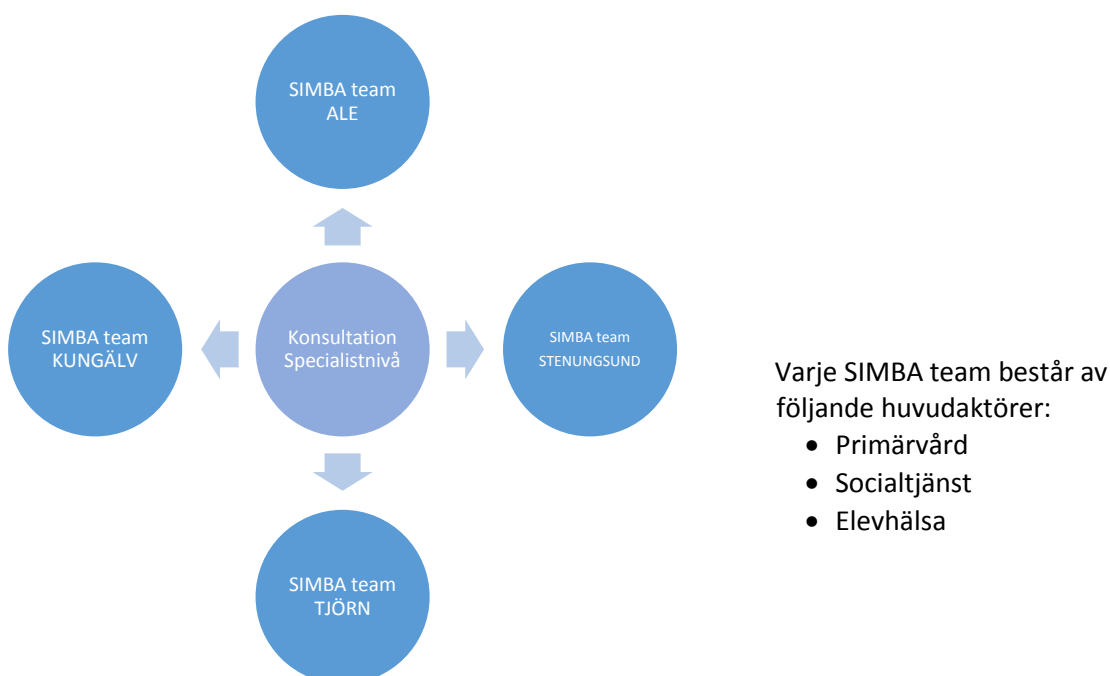 SIMBA team
ALE
SIMBA team
KUNGÄLV
Konsultation
Specialistnivå
SIMBA team
STENUNGSUND
SIMBA team
TJÖRN
Varje SIMBA team består av
följande huvudaktörer:
• Primärvård
• Socialtjänst
• Elevhälsa